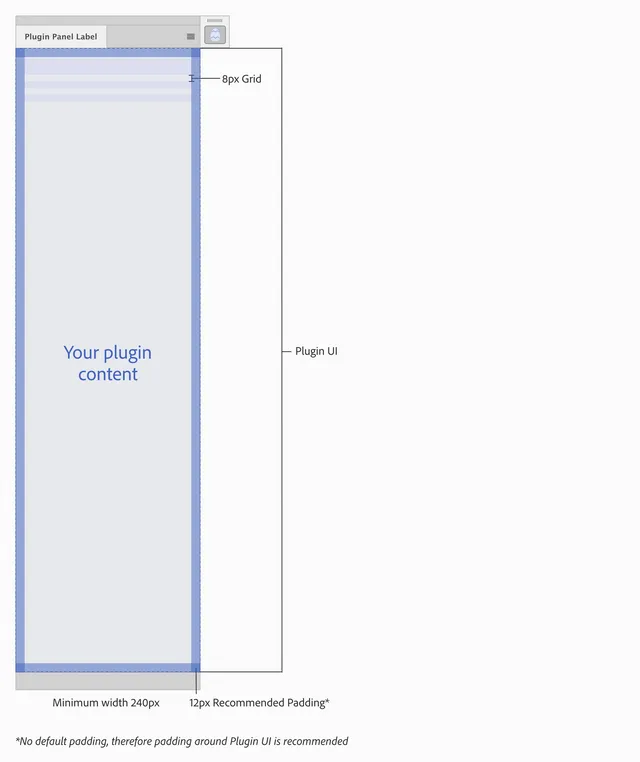 Plugin Panel Label
8px Grid
Your plugin
content
Plugin UI
Minimum width 240px
12px Recommended Padding*
*No default padding, therefore padding around Plugin UI is recommended